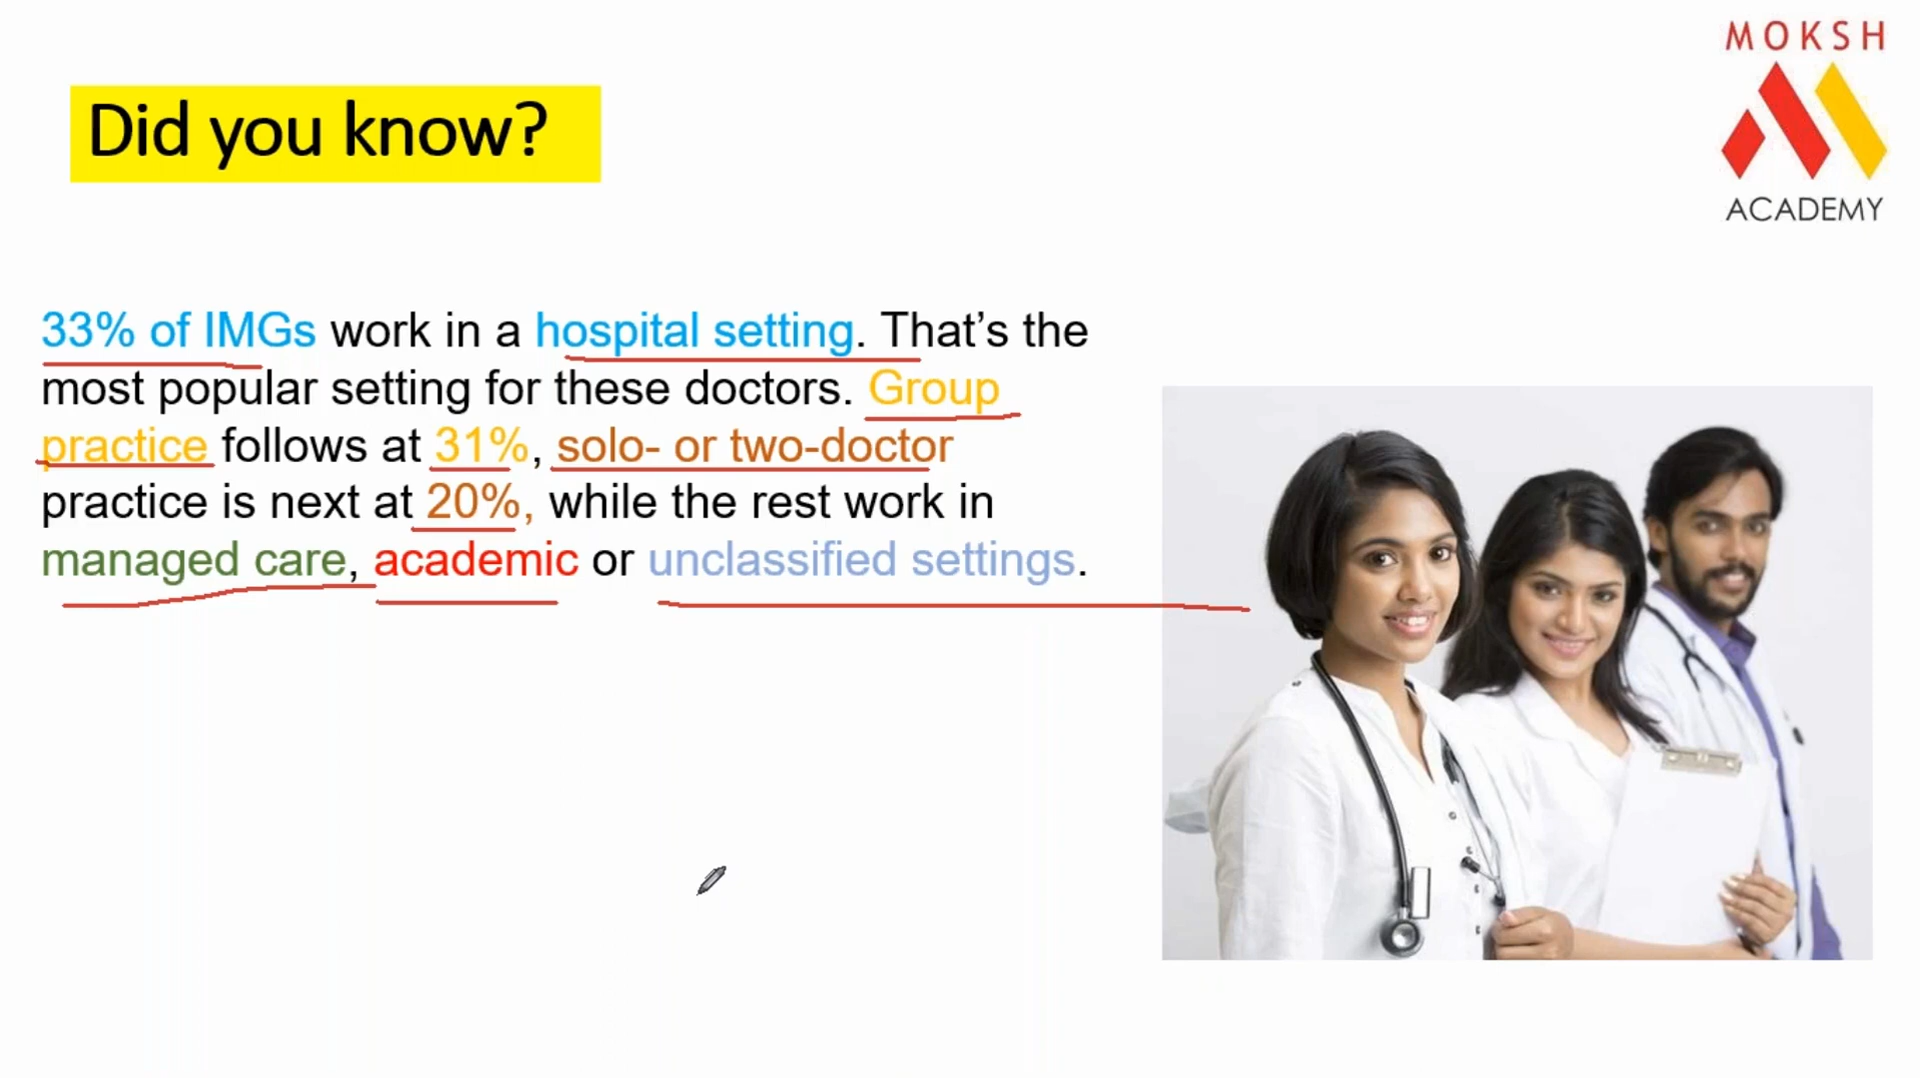 MOKSH
ACADEMY
Did you know?
33% of IMGs work in a hospital setting. That’s the
most popular setting for these doctors. Group
practice follows at 31%, solo- or two-doctor
practice is next at 20%, while the rest work in
managed care, academic or unclassified settings.